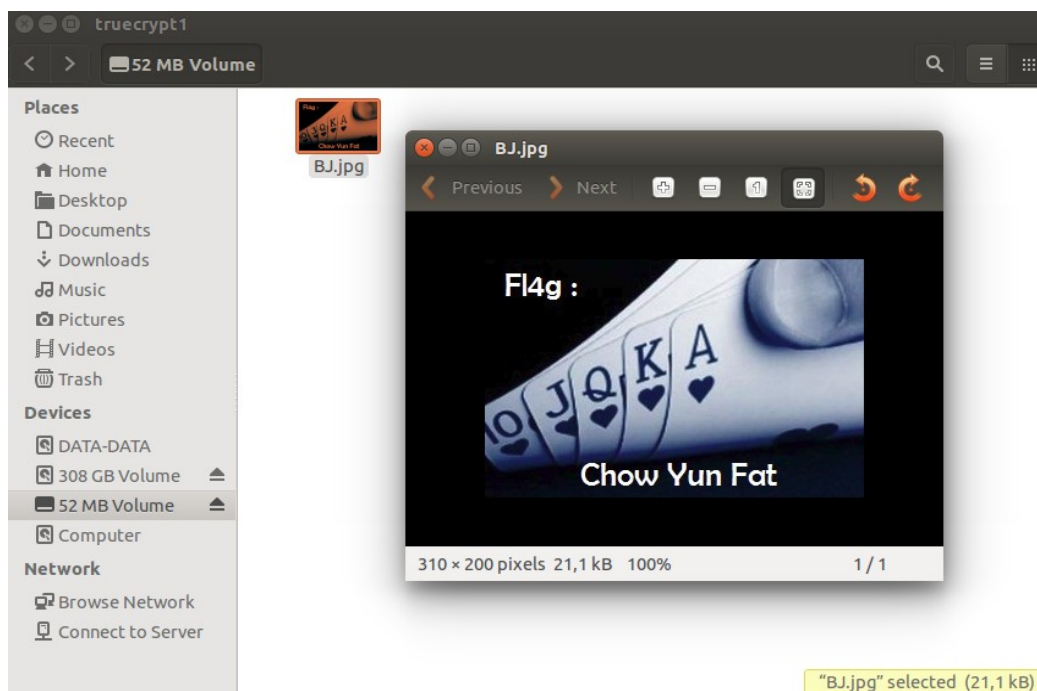 truecrypt1
52 MB Volume
Places
Recent
Home
Desktop
Documents
Downloads
Music
Pictures
Videos
Trash
Devices
DATA-DATA
308 GB Volume
52 MB Volume
Computer
Network
Browse Network
Connect to Server
BJ.jpg
BJ.jpg
Previous
Next
Fl4g :
10 J Q K A
Chow Yun Fat
310 × 200 pixels 21,1 kB 100%
1 / 1
“BJ.jpg” selected (21,1 kB)